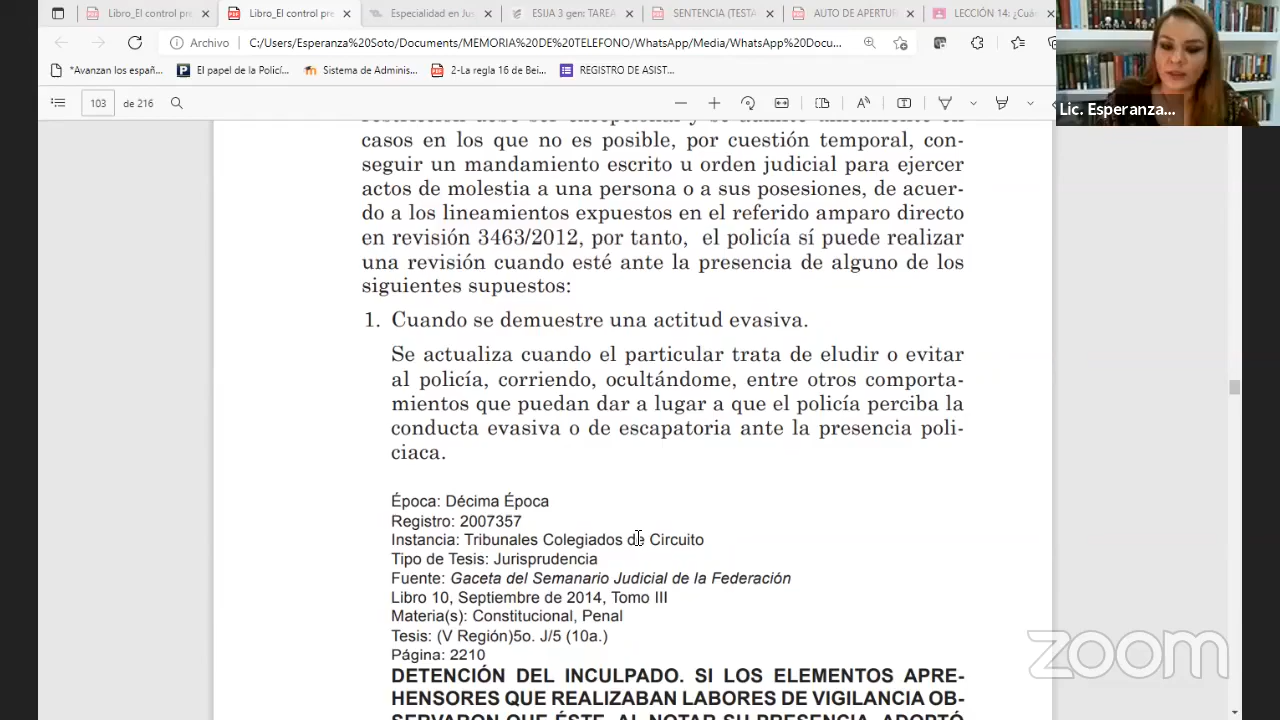 Libro_El control pre
Libro_El control pre
Especialidad en Jus
ESIJA 3 gen: TAREA
SENTENCIA (TESTA
AUTO DE APERTUR
LECCIÓN 14: ¿Cuá
Archivo
C:/Users/Esperanza%20Soto/Documents/MEMORIA%20DE%20TELEFONO/WhatsApp/Media/WhatsApp%20Docu...
*Avanzan los españ...
El papel de la Policí...
Sistema de Adminis...
2-La regla 16 de Bei...
REGISTRO DE ASIST...
Lic. Esperanza...
103 de 216
casos en los que no es posible, por cuestión temporal, con-
seguir un mandamiento escrito u orden judicial para ejercer
actos de molestia a una persona o a sus posesiones, de acuer-
do a los lineamientos expuestos en el referido amparo directo
en revisión 3463/2012, por tanto, el policía sí puede realizar
una revisión cuando esté ante la presencia de alguno de los
siguientes supuestos:
1. Cuando se demuestre una actitud evasiva.
Se actualiza cuando el particular trata de eludir o evitar
al policía, corriendo, ocultándome, entre otros comporta-
mientos que puedan dar a lugar a que el policía perciba la
conducta evasiva o de escapatoria ante la presencia poli-
ciaca.
Época: Décima Época
Registro: 2007357
Instancia: Tribunales Colegiados de Circuito
Tipo de Tesis: Jurisprudencia
Fuente: Gaceta del Semanario Judicial de la Federación
Libro 10, Septiembre de 2014, Tomo III
Materia(s): Constitucional, Penal
Tesis: (V Región)5o. J/5 (10a.)
Página: 2210
DETENCIÓN DEL INCULPADO. SI LOS ELEMENTOS APRE-
HENSORES QUE REALIZABAN LABORES DE VIGILANCIA OB-
SERVARON QUE ÉSTE, AL NOTAR SU PRESENCIA, ADOPTÓ
zoom